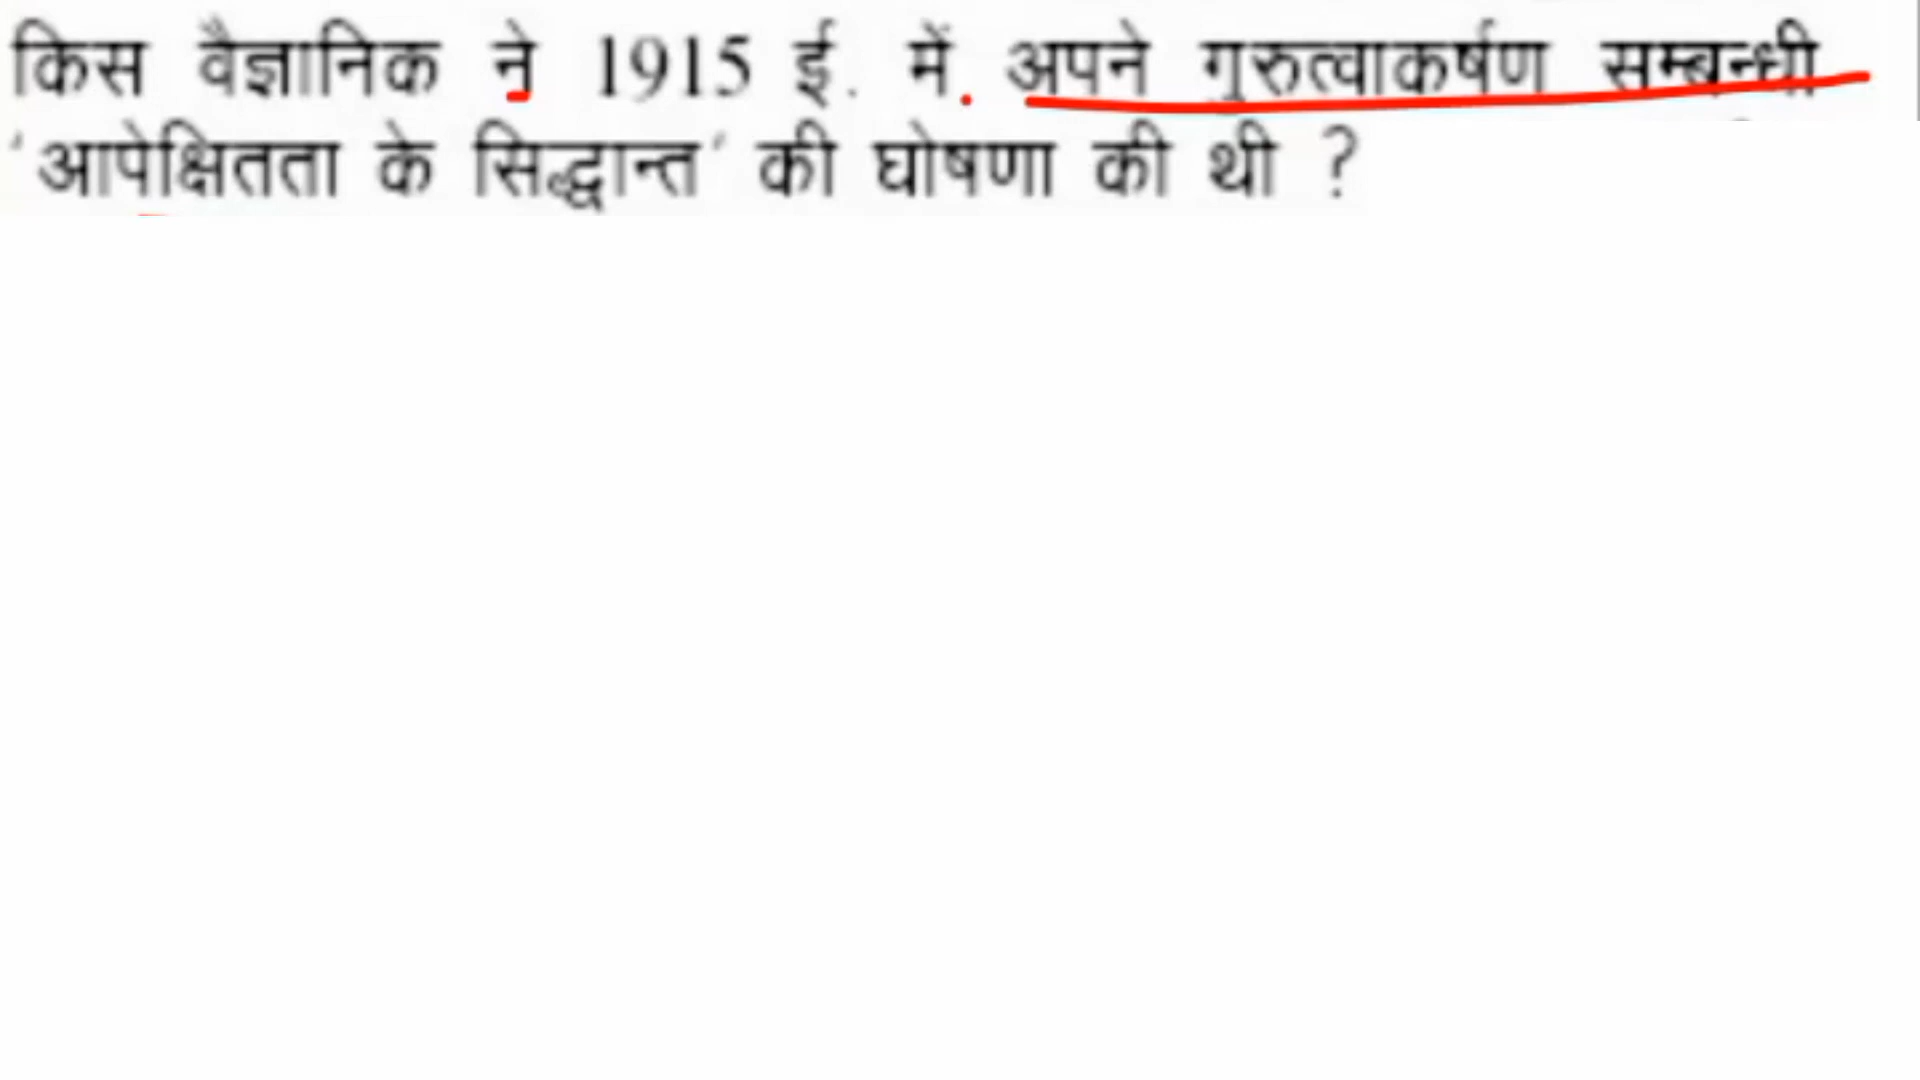 किस वैज्ञानिक ने 1915 ई. में अपने गुरुत्वाकर्षण सम्बन्धी
'आपेक्षितता के सिद्धान्त' की घोषणा की थी ?